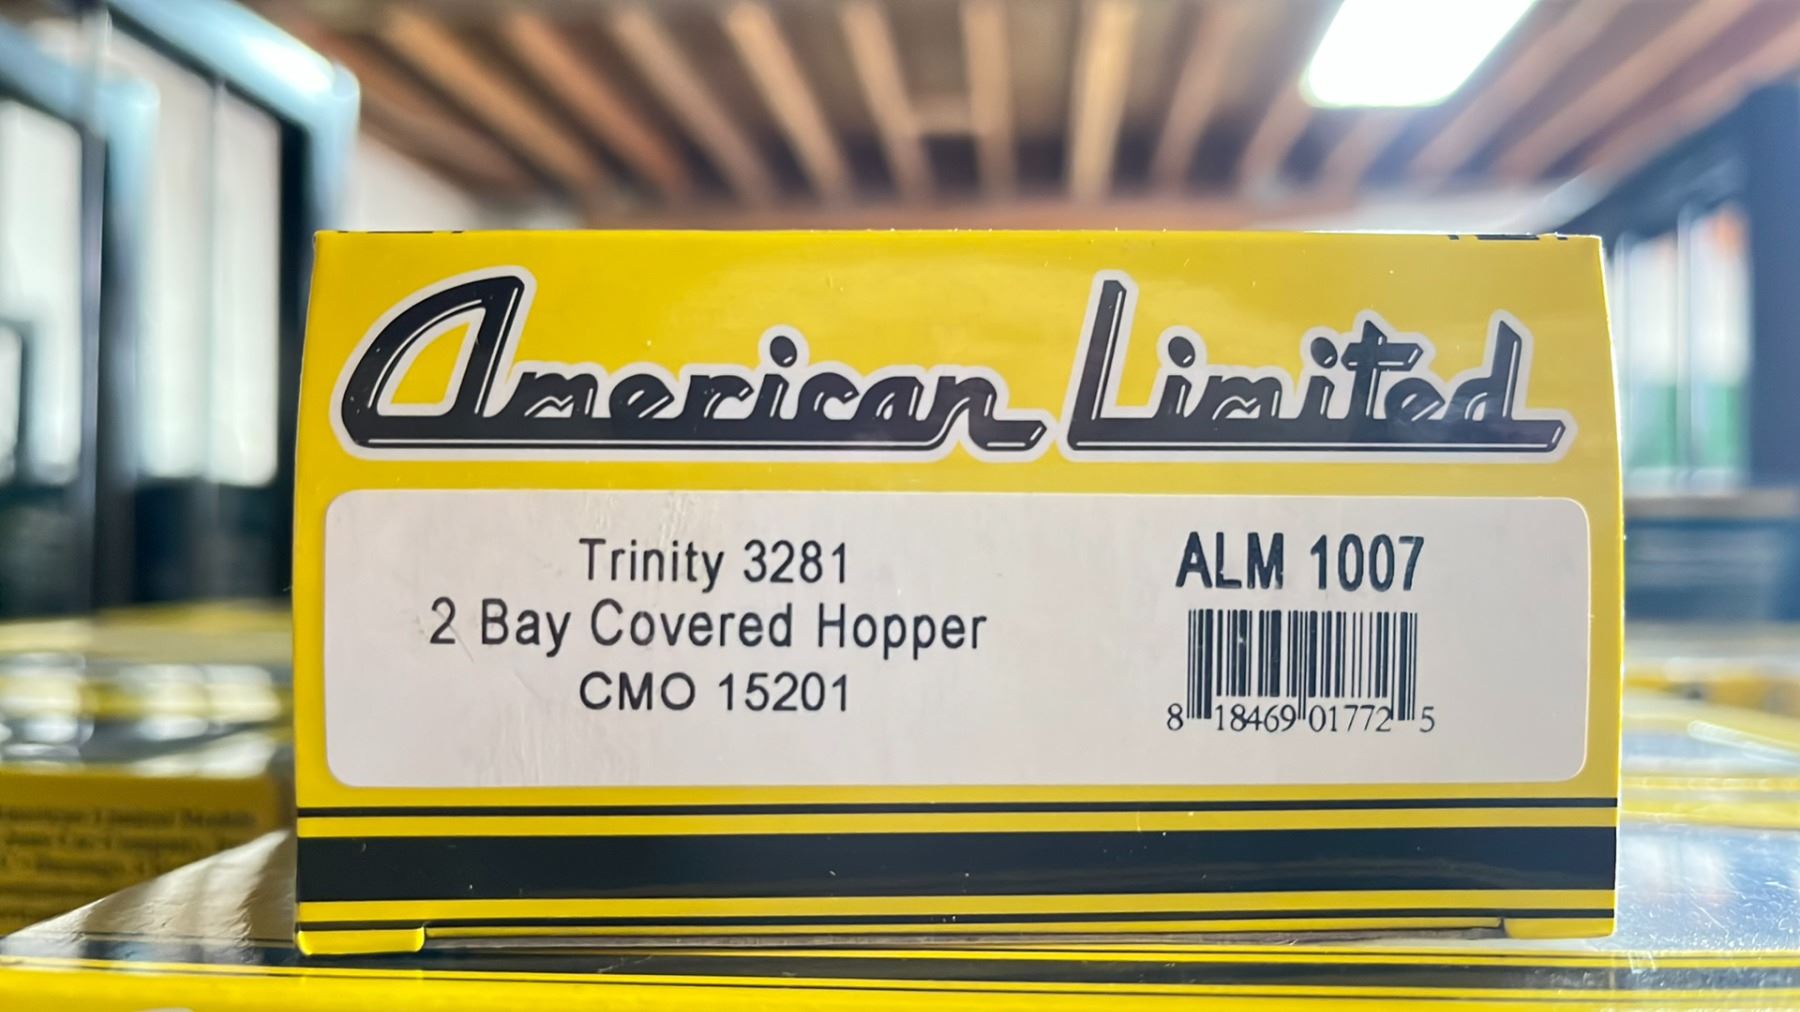 American Limited
Trinity 3281
2 Bay Covered Hopper
CMO 15201
ALM 1007
8 18469 01772 5